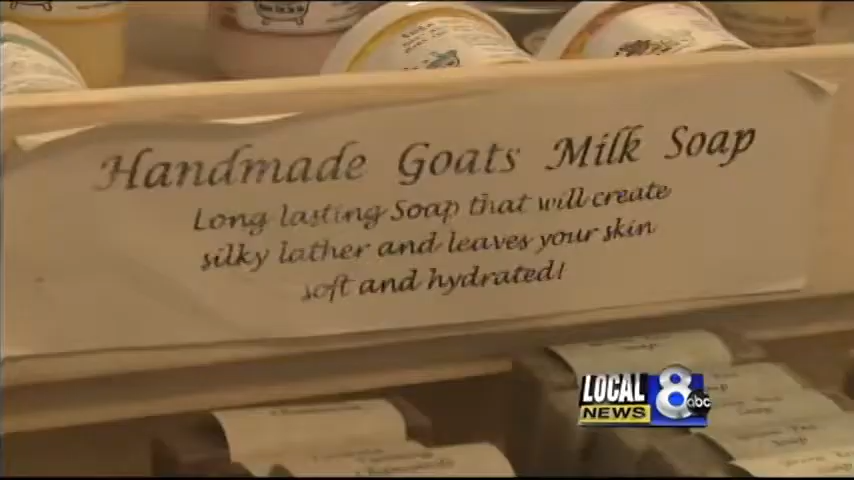 Handmade Goats Milk Soap
Long lasting Soap that will create
silky lather and leaves your skin
soft and hydrated!
LOCAL 8
NEWS abc